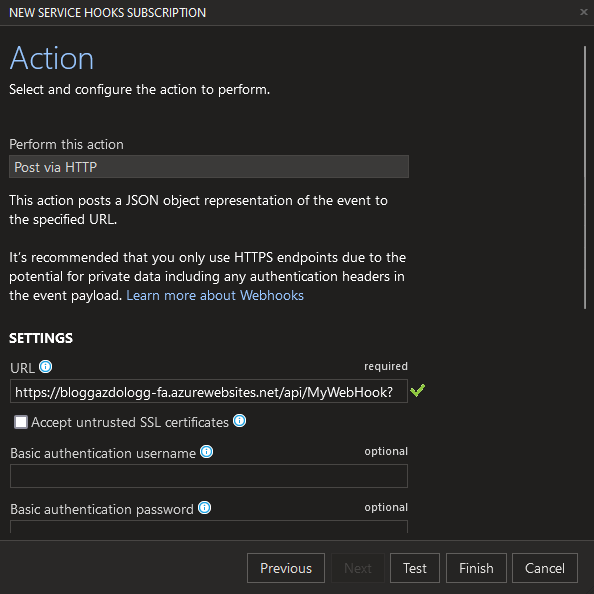 NEW SERVICE HOOKS SUBSCRIPTION
Action
Select and configure the action to perform.
Perform this action
Post via HTTP
This action posts a JSON object representation of the event to
the specified URL.
It's recommended that you only use HTTPS endpoints due to the
potential for private data including any authentication headers in
the event payload. Learn more about Webhooks
SETTINGS
URL required
https://bloggazdologg-fa.azurewebsites.net/api/MyWebHook?
Accept untrusted SSL certificates
Basic authentication username optional
Basic authentication password optional
Previous Next Test Finish Cancel